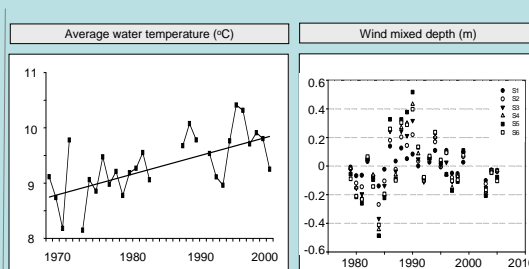 Average water temperature (ºC)
Wind mixed depth (m)
11
10
9
8
1970
1980
1990
2000
0.6
0.4
0.2
0.0
-0.2
-0.4
-0.6
1980
1990
2000
2010
S1
S2
S3
S4
S5
S6